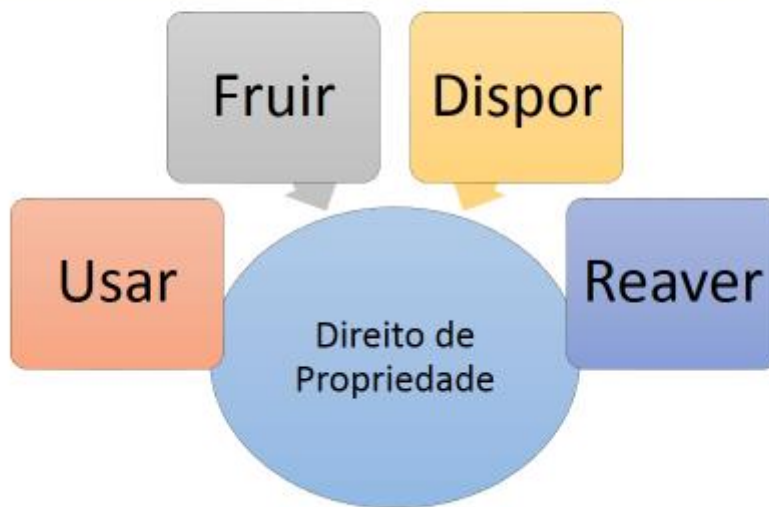 Fruir
Dispor
Usar
Reaver
Direito de
Propriedade